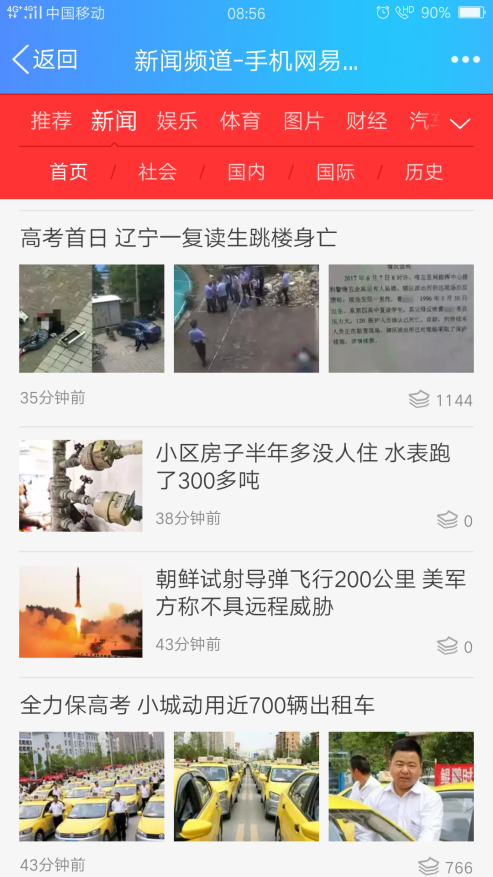 4G+ 4G 中国移动 08:56 HD 90%
返回 新闻频道-手机网易...
推荐 新闻 娱乐 体育 图片 财经
首页 / 社会 / 国内 / 国际 / 历史
高考首日 辽宁一复读生跳楼身亡
35分钟前 1144
小区房子半年多没人住 水表跑
了300多吨
38分钟前 0
朝鲜试射导弹飞行200公里 美军
方称不具远程威胁
43分钟前 0
全力保高考 小城动用近700辆出租车
43分钟前 766